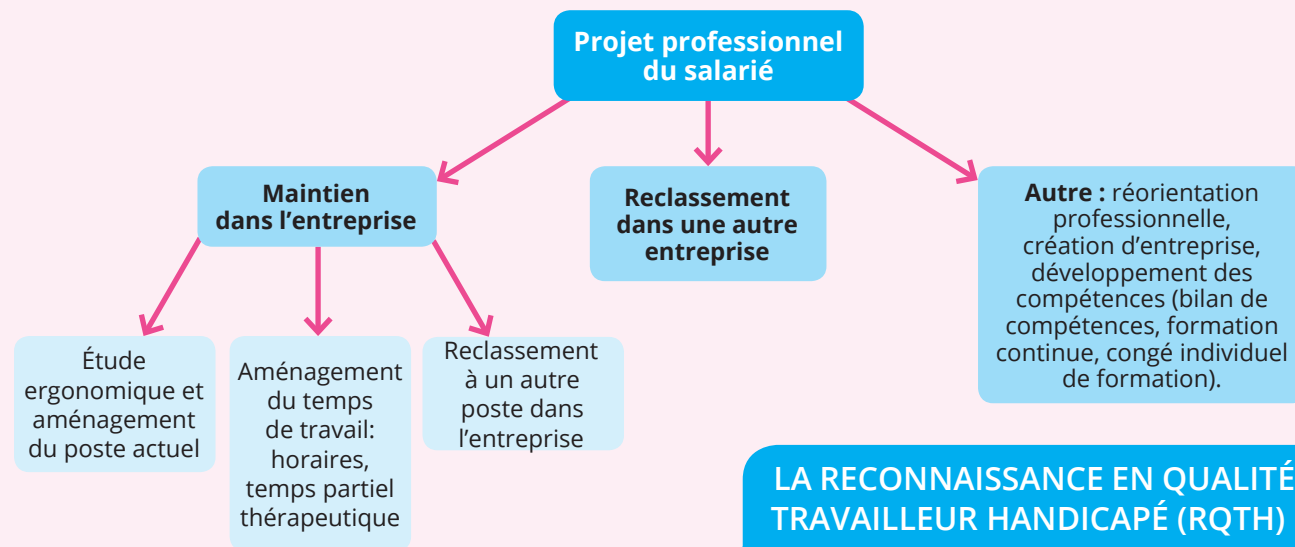 Projet professionnel
du salarié
Maintien
dans l’entreprise
Reclassement
dans une autre
entreprise
Autre : réorientation
professionnelle,
création d’entreprise,
développement des
compétences (bilan de
compétences, formation
continue, congé individuel
de formation).
Étude
ergonomique et
aménagement
du poste actuel
Aménagement
du temps
de travail:
horaires,
temps partiel
thérapeutique
Reclassement
à un autre
poste dans
l’entreprise
LA RECONNAISSANCE EN QUALITÉ
TRAVAILLEUR HANDICAPÉ (RQTH)